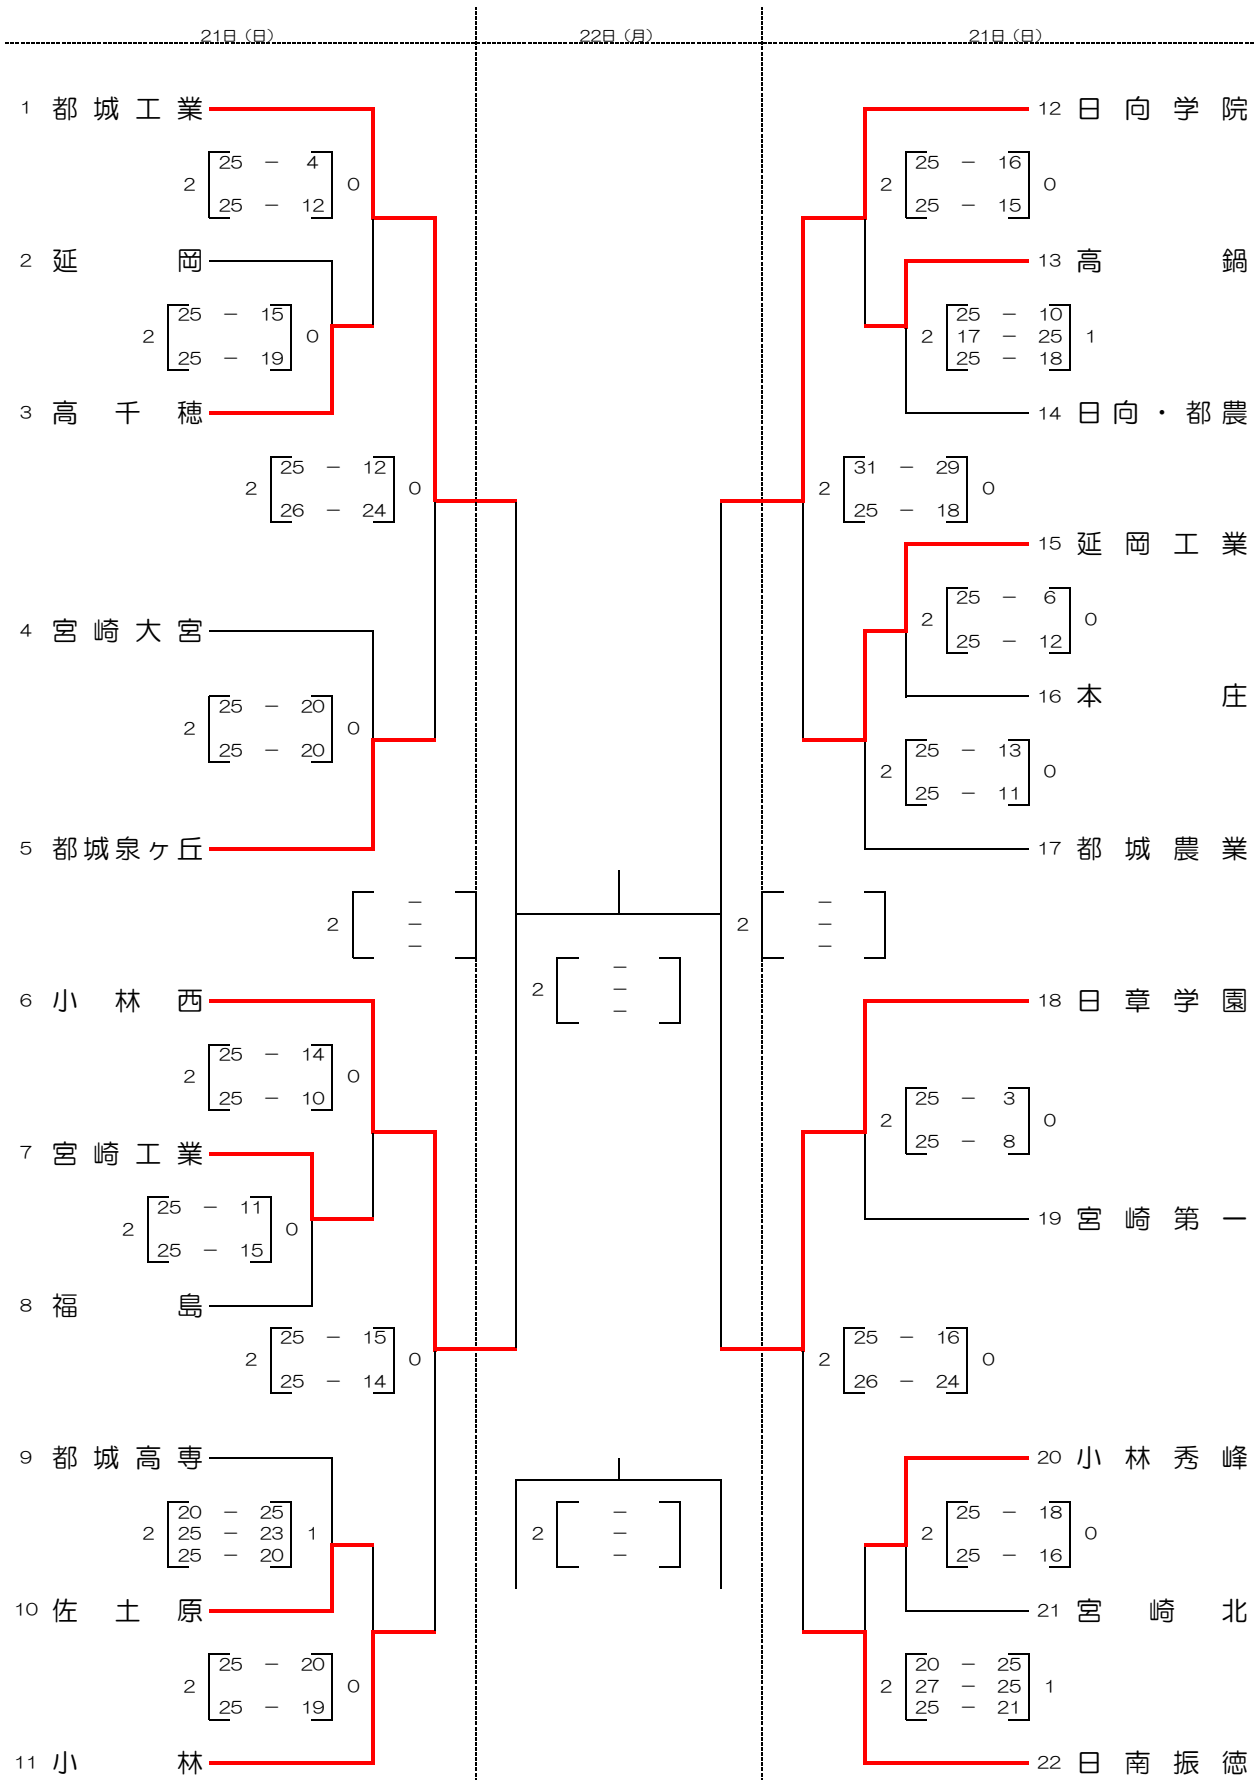 21日（日） 22日（月） 21日（日）
1 都城工業
12 日向学院
25 － 4
2 0
25 － 12
25 － 16
2 0
25 － 15
2 延岡
13 高鍋
25 － 15
2 0
25 － 19
25 － 10
2 17 － 25 1
25 － 18
3 高千穂
14 日向・都農
25 － 12
2 0
26 － 24
31 － 29
2 0
25 － 18
15 延岡工業
25 － 6
2 0
25 － 12
4 宮崎大宮
16 本庄
25 － 20
2 0
25 － 20
25 － 13
2 0
25 － 11
5 都城泉ヶ丘
17 都城農業
－
2 －
－
－
2 －
－
－
2 －
－
6 小林西
18 日章学園
25 － 14
2 0
25 － 10
25 － 3
2 0
25 － 8
7 宮崎工業
25 － 11
2 0
25 － 15
19 宮崎第一
8 福島
25 － 15
2 0
25 － 14
25 － 16
2 0
26 － 24
9 都城高専
20 小林秀峰
20 － 25
2 25 － 23 1
25 － 20
－
2 －
－
25 － 18
2 0
25 － 16
10 佐土原
21 宮崎北
25 － 20
2 0
25 － 19
20 － 25
2 27 － 25 1
25 － 21
11 小林
22 日南振徳